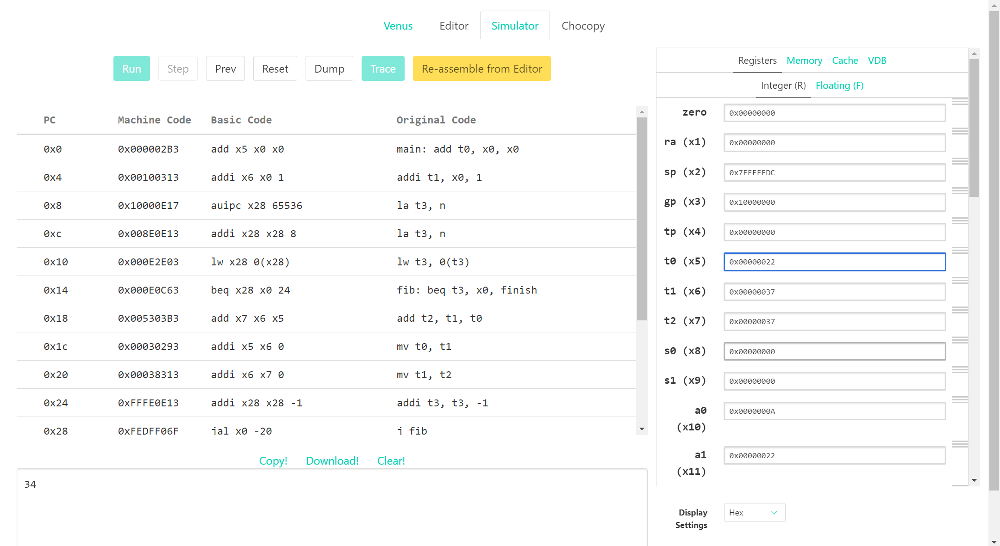 Venus Editor Simulator Chocopy
Run Step Prev Reset Dump Trace Re-assemble from Editor
PC Machine Code Basic Code Original Code
0x0 0x000002B3 add x5 x0 x0 main: add t0, x0, x0
0x4 0x00100313 addi x6 x0 1 addi t1, x0, 1
0x8 0x10000E17 auipc x28 65536 la t3, n
0xc 0x008E0E13 addi x28 x28 8 la t3, n
0x10 0x000E2E03 lw x28 0(x28) lw t3, 0(t3)
0x14 0x000E0C63 beq x28 x0 24 fib: beq t3, x0, finish
0x18 0x005303B3 add x7 x6 x5 add t2, t1, t0
0x1c 0x00030293 addi x5 x6 0 mv t0, t1
0x20 0x00038313 addi x6 x7 0 mv t1, t2
0x24 0xFFFE0E13 addi x28 x28 -1 addi t3, t3, -1
0x28 0xFEDFF06F jal x0 -20 j fib
Copy! Download! Clear!
34
Registers Memory Cache VDB
Integer (R) Floating (F)
zero 0x00000000
ra (x1) 0x00000000
sp (x2) 0x7FFFFFDC
gp (x3) 0x10000000
tp (x4) 0x00000000
t0 (x5) 0x00000022
t1 (x6) 0x00000037
t2 (x7) 0x00000037
s0 (x8) 0x00000000
s1 (x9) 0x00000000
a0 0x0000000A
(x10)
a1 0x00000022
(x11)
Display Hex
Settings